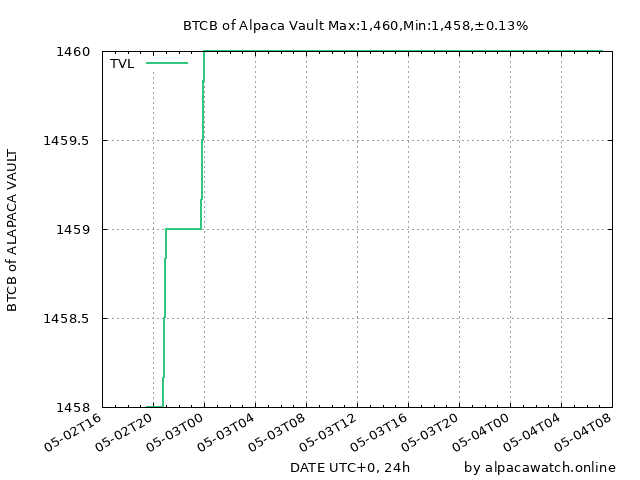 BTCB of Alpaca Vault Max:1,460,Min:1,458,±0.13%
TVL
1460
1459.5
1459
1458.5
1458
BTCB of ALAPACA VAULT
05-02T16
05-02T20
05-03T00
05-03T04
05-03T08
05-03T12
05-03T16
05-03T20
05-04T00
05-04T04
05-04T08
DATE UTC+0, 24h
by alpacawatch.online